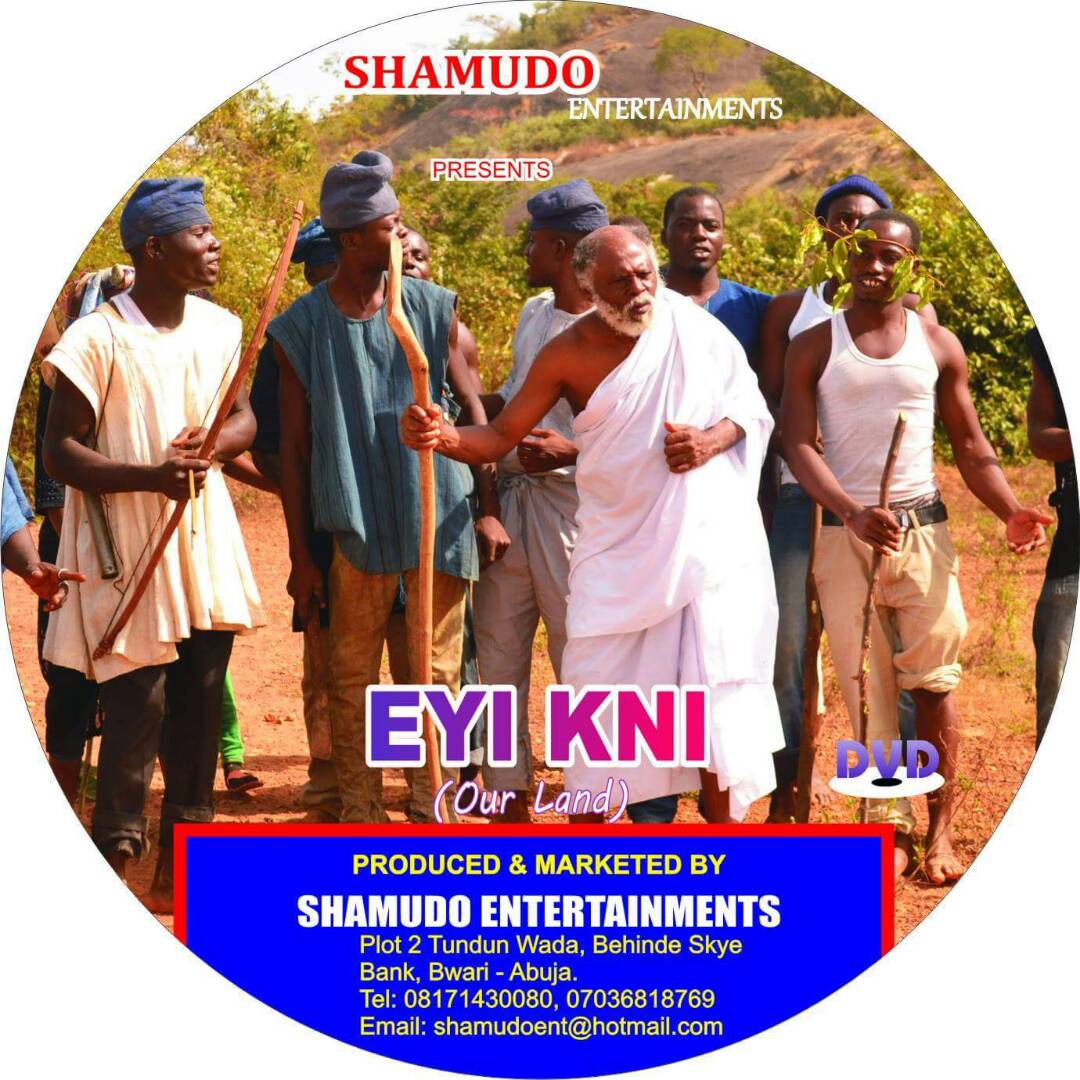 SHAMUDO
ENTERTAINMENTS
PRESENTS
EYI KNI
(Our Land)
DVD
PRODUCED & MARKETED BY
SHAMUDO ENTERTAINMENTS
Plot 2 Tundun Wada, Behinde Skye
Bank, Bwari - Abuja.
Tel: 08171430080, 07036818769
Email: shamudoent@hotmail.com